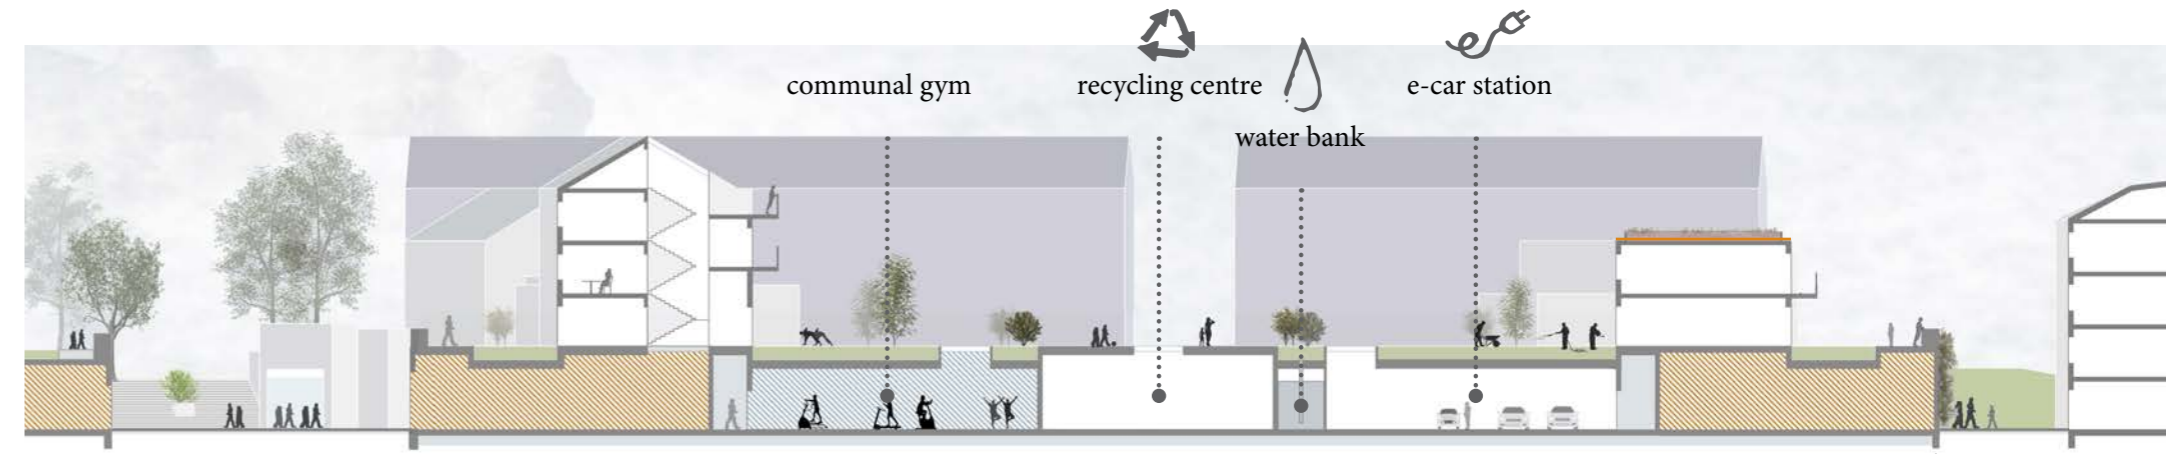 communal gym
recycling centre
water bank
e-car station